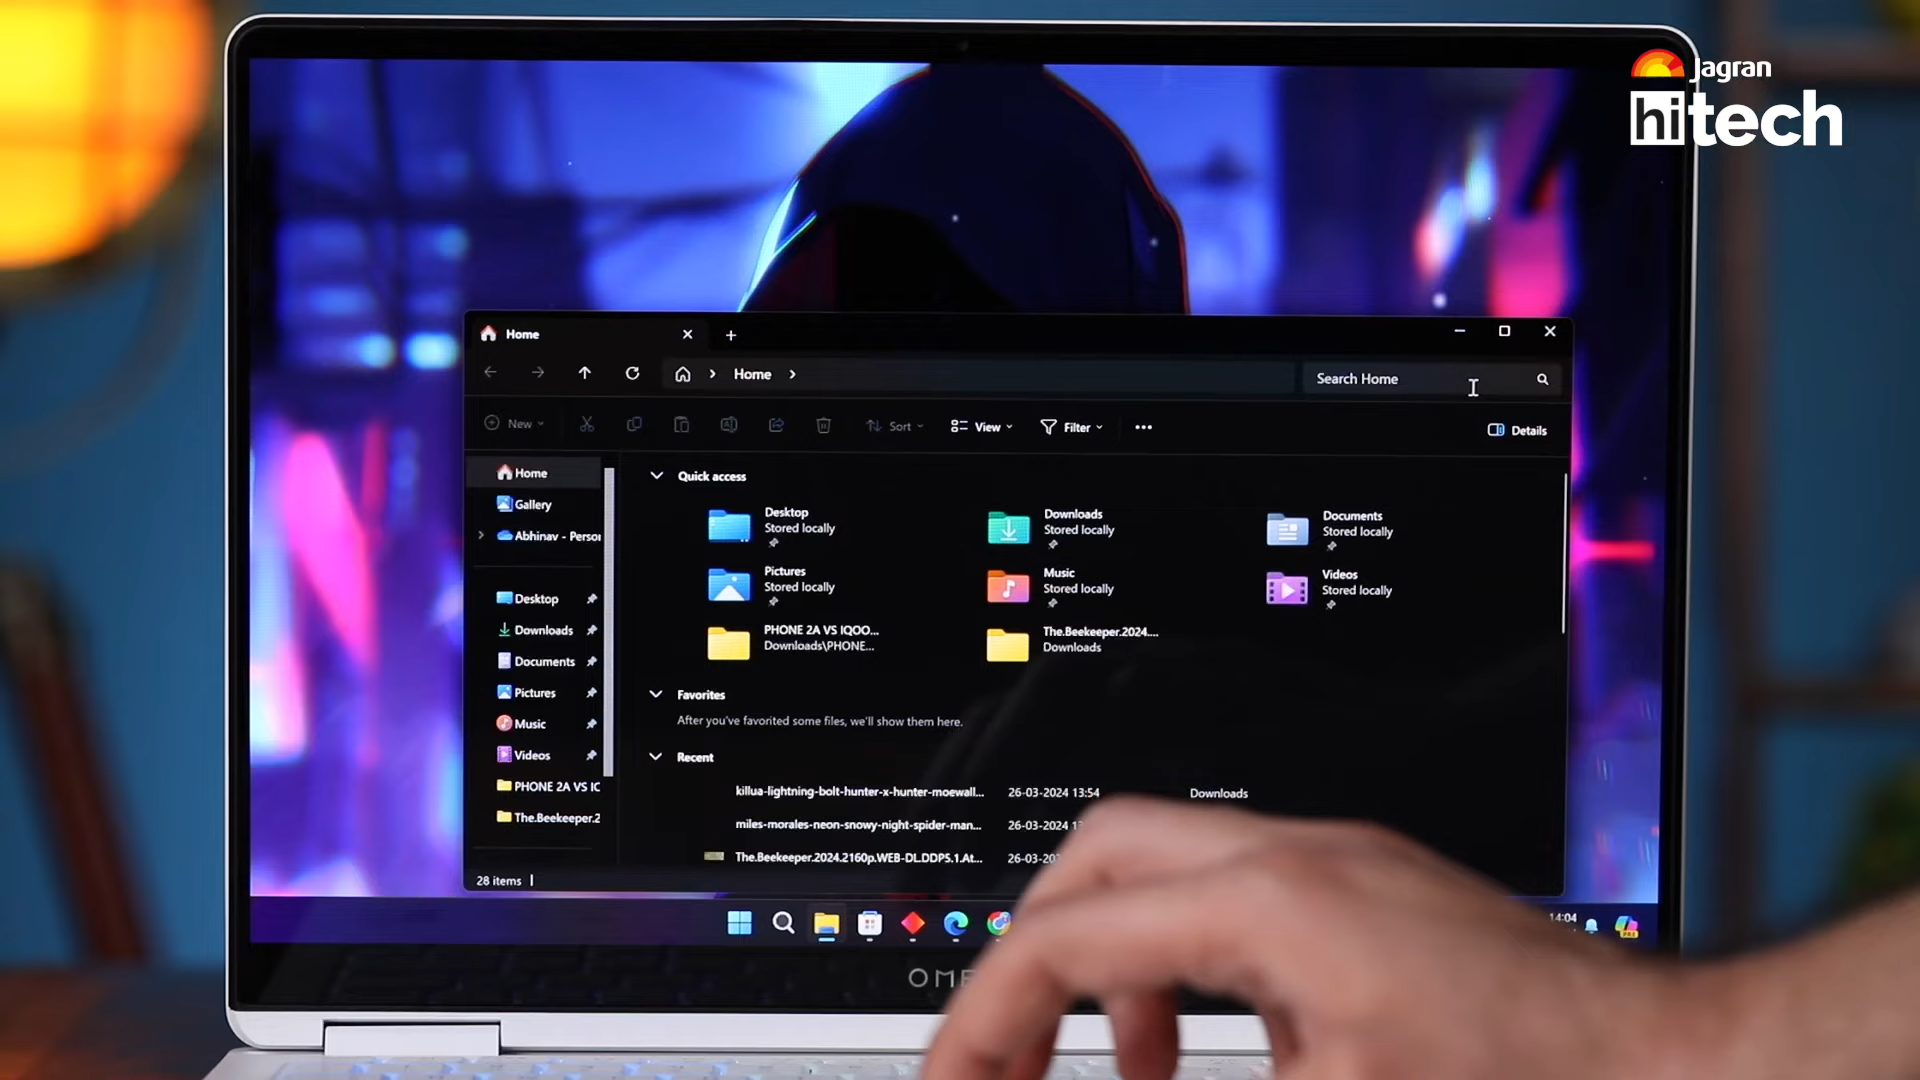 Jagran
hitech
Home
Home
Search Home
New
Sort
View
Filter
Details
Home
Gallery
Abhinav - Person
Desktop
Downloads
Documents
Pictures
Music
Videos
PHONE 2A VS IQ
The.Beekeeper.2
28 items
Quick access
Desktop
Stored locally
Downloads
Stored locally
Documents
Stored locally
Pictures
Stored locally
Music
Stored locally
Videos
Stored locally
PHONE 2A VS IQOO...
Downloads\PHONE...
The.Beekeeper.2024....
Downloads
Favorites
After you've favorited some files, we'll show them here.
Recent
killua-lightning-bolt-hunter-x-hunter-moewall... 26-03-2024 13:54 Downloads
miles-morales-neon-snowy-night-spider-man... 26-03-2024
The.Beekeeper.2024.2160p.WEB-DL.DDP5.1.At...
14:04